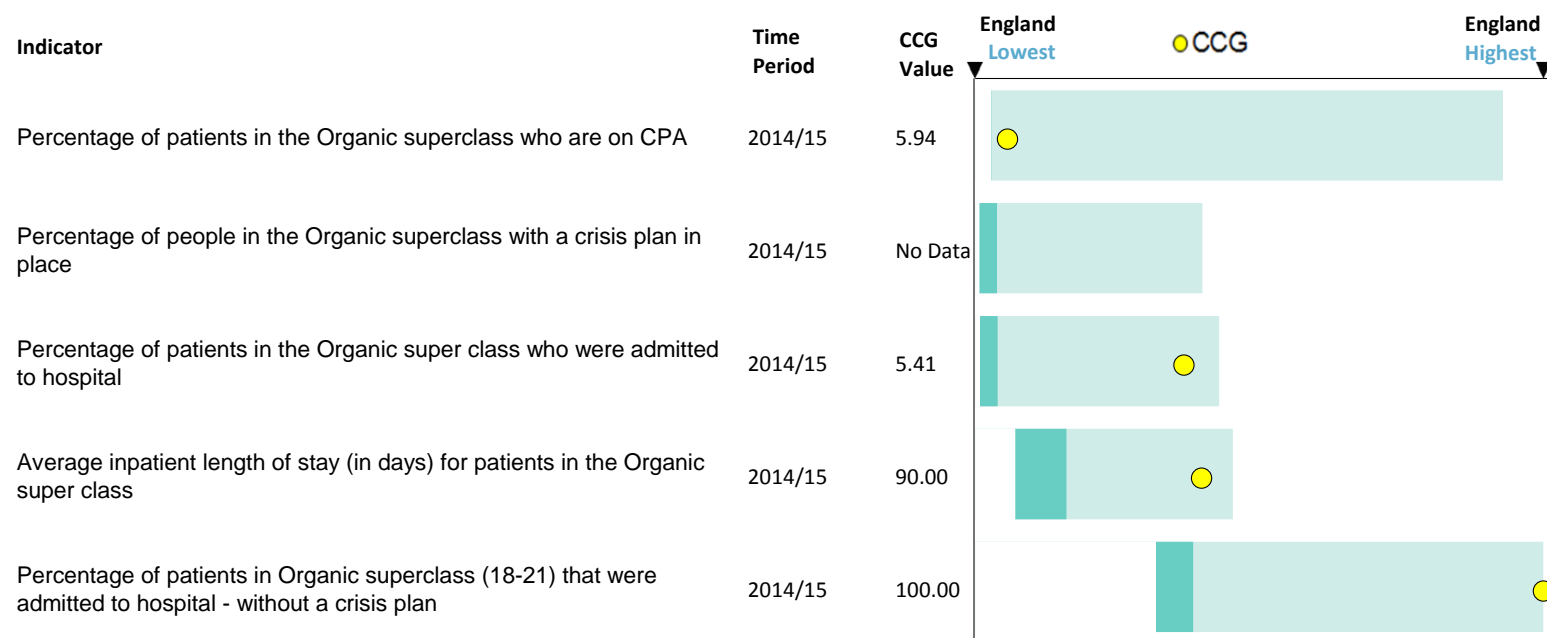 Indicator
Time
Period
CCG
Value
England
Lowest
CCG
England
Highest
Percentage of patients in the Organic superclass who are on CPA
2014/15
5.94
Percentage of people in the Organic superclass with a crisis plan in
place
2014/15
No Data
Percentage of patients in the Organic super class who were admitted
to hospital
2014/15
5.41
Average inpatient length of stay (in days) for patients in the Organic
super class
2014/15
90.00
Percentage of patients in Organic superclass (18-21) that were
admitted to hospital - without a crisis plan
2014/15
100.00